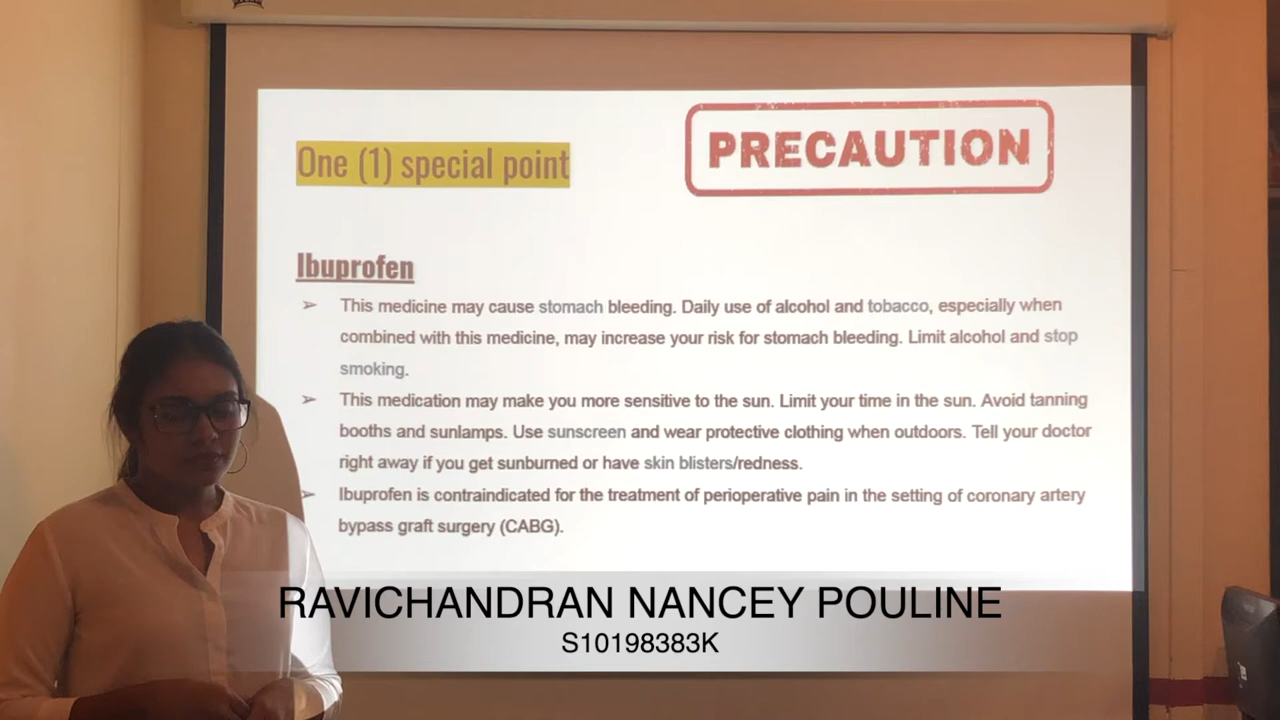 One (1) special point
PRECAUTION
Ibuprofen
➢ This medicine may cause stomach bleeding. Daily use of alcohol and tobacco, especially when
combined with this medicine, may increase your risk for stomach bleeding. Limit alcohol and stop
smoking.
➢ This medication may make you more sensitive to the sun. Limit your time in the sun. Avoid tanning
booths and sunlamps. Use sunscreen and wear protective clothing when outdoors. Tell your doctor
right away if you get sunburned or have skin blisters/redness.
➢ Ibuprofen is contraindicated for the treatment of perioperative pain in the setting of coronary artery
bypass graft surgery (CABG).
RAVICHANDRAN NANCEY POULINE
S10198383K